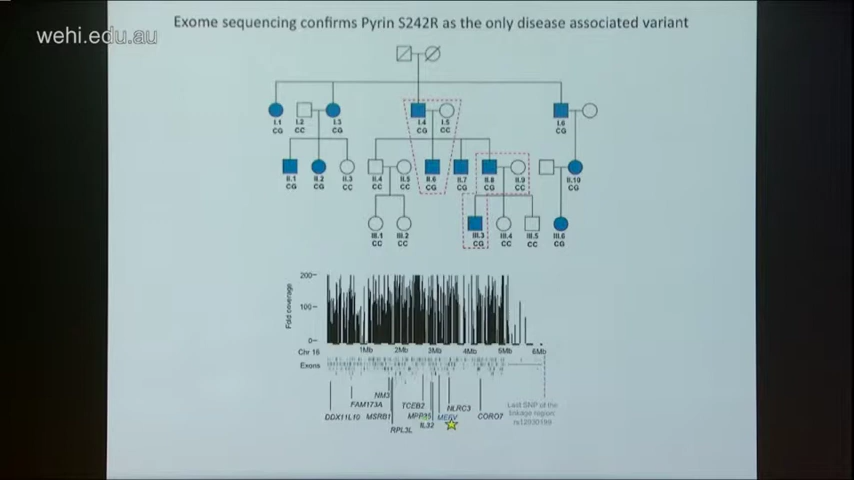 Exome sequencing confirms Pyrin S242R as the only disease associated variant
wehi.edu.au
I.1 I.2 I.3 I.4 I.5 I.6
CG CC CG CG CC CG
II.1 II.2 II.3 II.4 II.5 II.6 II.7 II.8 II.9 II.10
CG CG CC CC CC CG CG CG CC CG
III.1 III.2 III.3 III.4 III.5 III.6
CC CC CG CC CC CG
200
100
0
Fold coverage
Chr 16 1Mb 2Mb 3Mb 4Mb 5Mb 6Mb
Exons
NM3
FAM173A TCEB2 NLRC3 Last SNP of the
DDX11L10 MSRB1 MEFV CORO7 linkage region:
IL32
RPL3L